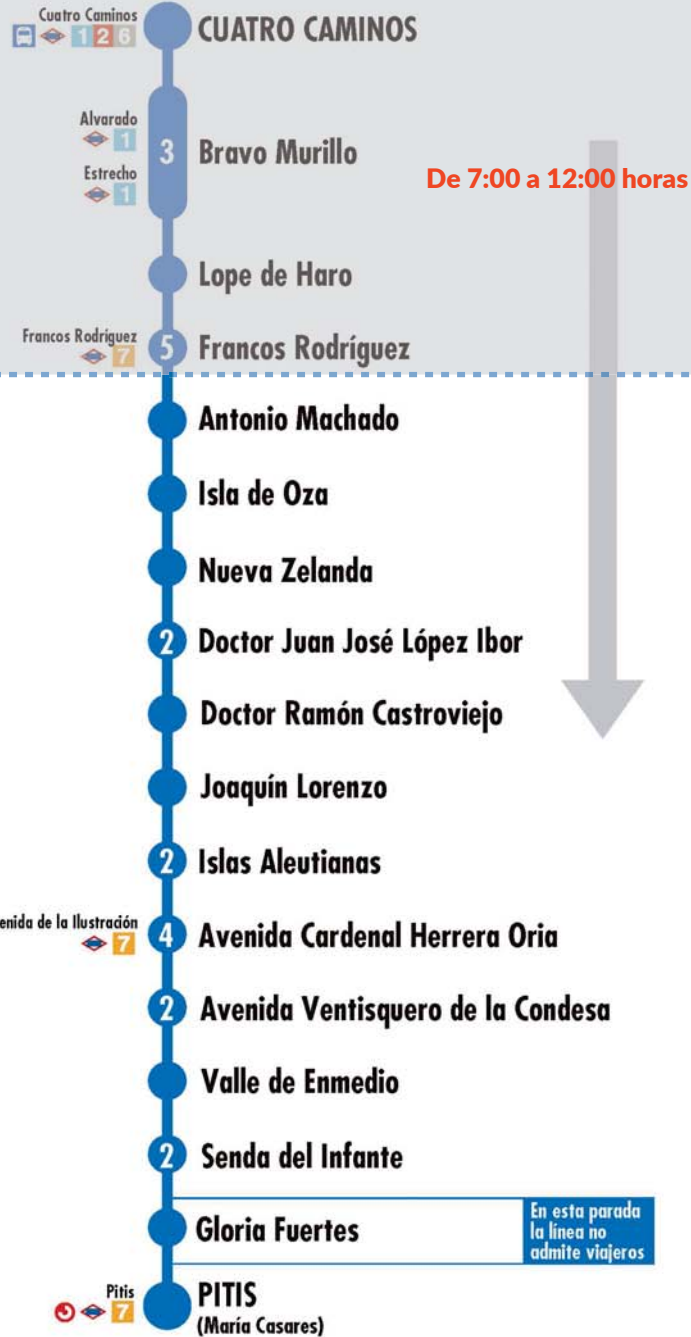 Cuatro Caminos
1 2 6
CUATRO CAMINOS
Alvarado
1
3
Bravo Murillo
Estrecho
1
De 7:00 a 12:00 horas
Lope de Haro
Francos Rodríguez
7
5
Francos Rodríguez
Antonio Machado
Isla de Oza
Nueva Zelanda
2 Doctor Juan José López Ibor
Doctor Ramón Castroviejo
Joaquín Lorenzo
2 Islas Aleutianas
enida de la Ilustración
7
4 Avenida Cardenal Herrera Oria
2 Avenida Ventisquero de la Condesa
Valle de Enmedio
2 Senda del Infante
Gloria Fuertes
En esta parada
la línea no
admite viajeros
Pitis
7
PITIS
(María Casares)